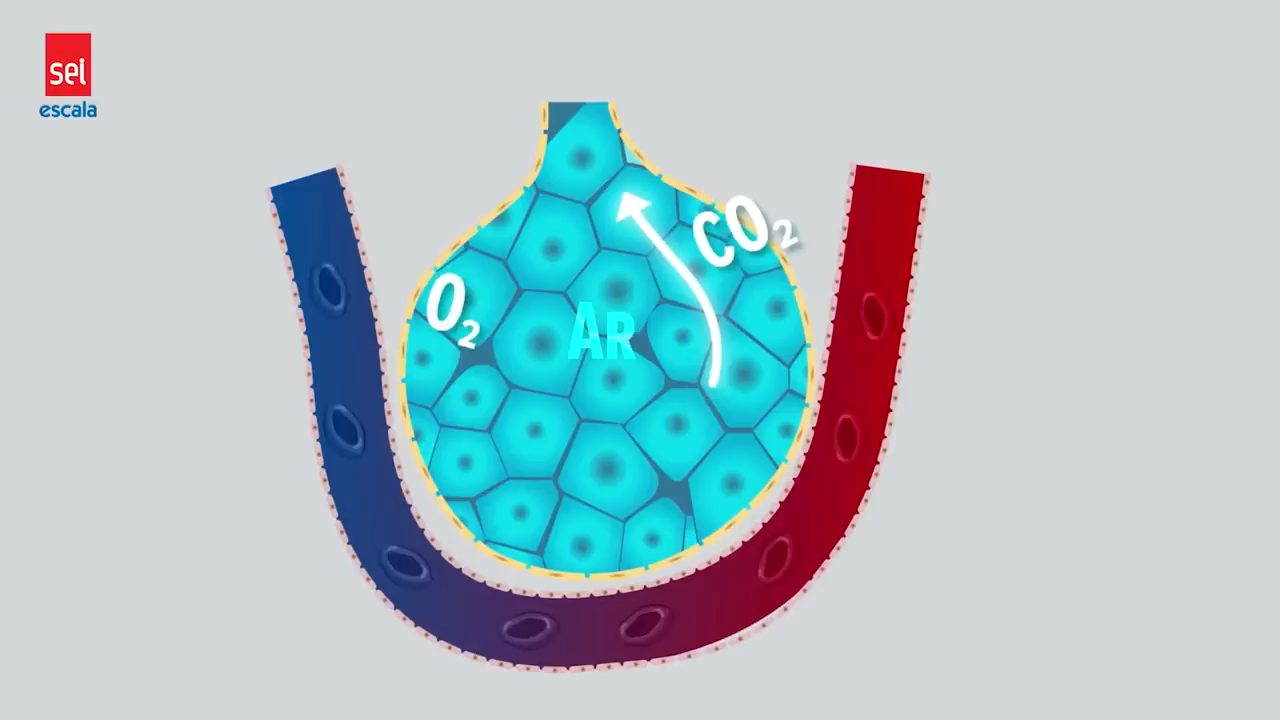 sei
escala
CO₂
O₂
AR